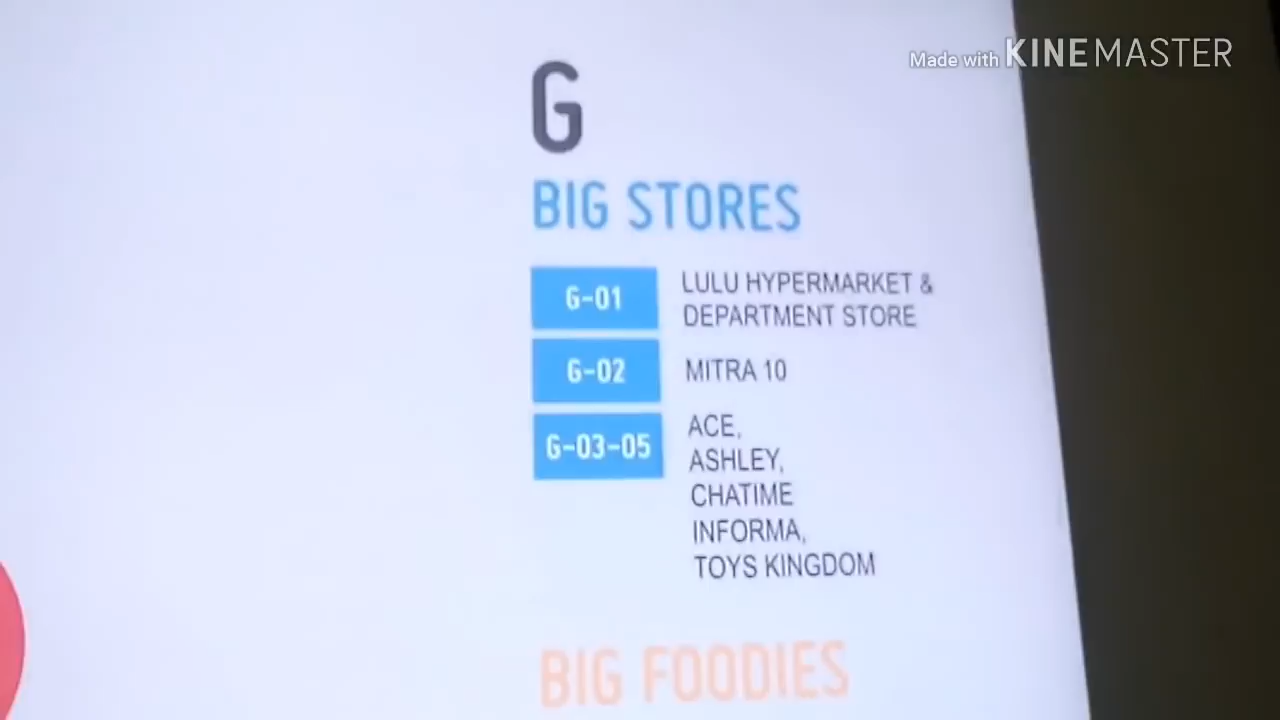 Made with KINEMASTER
G
BIG STORES
G-01 LULU HYPERMARKET &
DEPARTMENT STORE
G-02 MITRA 10
G-03-05 ACE,
ASHLEY,
CHATIME
INFORMA,
TOYS KINGDOM
BIG FOODIES